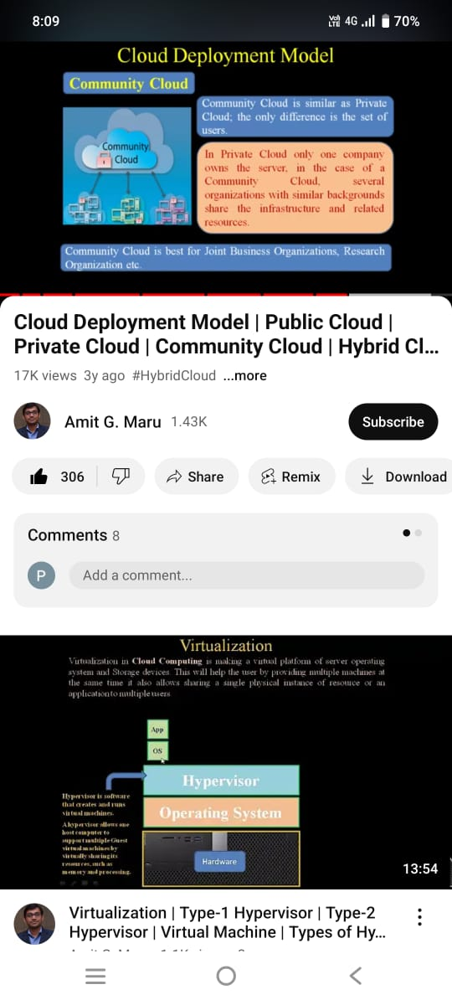 8:09
Vo) LTE 4G 70%
Cloud Deployment Model
Community Cloud
Community Cloud is similar as Private
Cloud; the only difference is the set of
users.
Community
Cloud
In Private Cloud only one company
owns the server, in the case of a
Community Cloud, several
organizations with similar backgrounds
share the infrastructure and related
resources.
Community Cloud is best for Joint Business Organizations, Research
Organization etc.
Cloud Deployment Model | Public Cloud |
Private Cloud | Community Cloud | Hybrid Cl...
17K views 3y ago #HybridCloud ...more
Amit G. Maru 1.43K
Subscribe
306
Share
Remix
Download
Comments 8
P
Add a comment...
Virtualization
Virtualization in Cloud Computing is making a virtual platform of server operating
system and Storage devices. This will help the user by providing multiple machines at
the same time it also allows sharing a single physical instance of resource or an
application to multiple users.
App
OS
Hypervisor
Operating System
Hardware
Hypervisor is software
that creates and runs
virtual machines.
A hypervisor allows one
host computer to
support multiple Guest
virtual machines by
virtually sharing its
resources, such as
memory and processing.
13:54
Virtualization | Type-1 Hypervisor | Type-2
Hypervisor | Virtual Machine | Types of Hy...